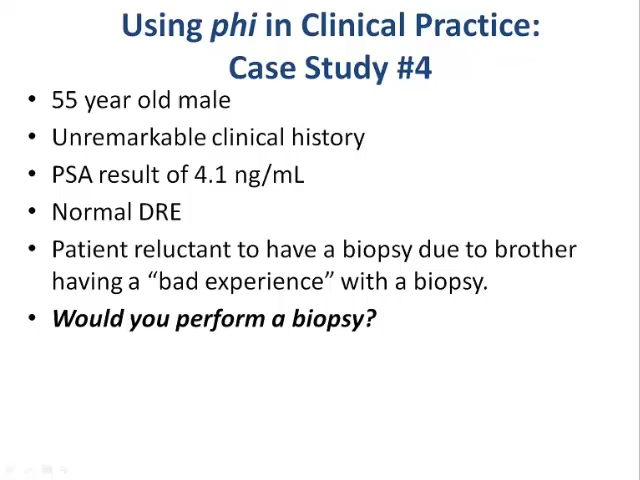 Using phi in Clinical Practice:
Case Study #4
• 55 year old male
• Unremarkable clinical history
• PSA result of 4.1 ng/mL
• Normal DRE
• Patient reluctant to have a biopsy due to brother
having a “bad experience” with a biopsy.
• Would you perform a biopsy?